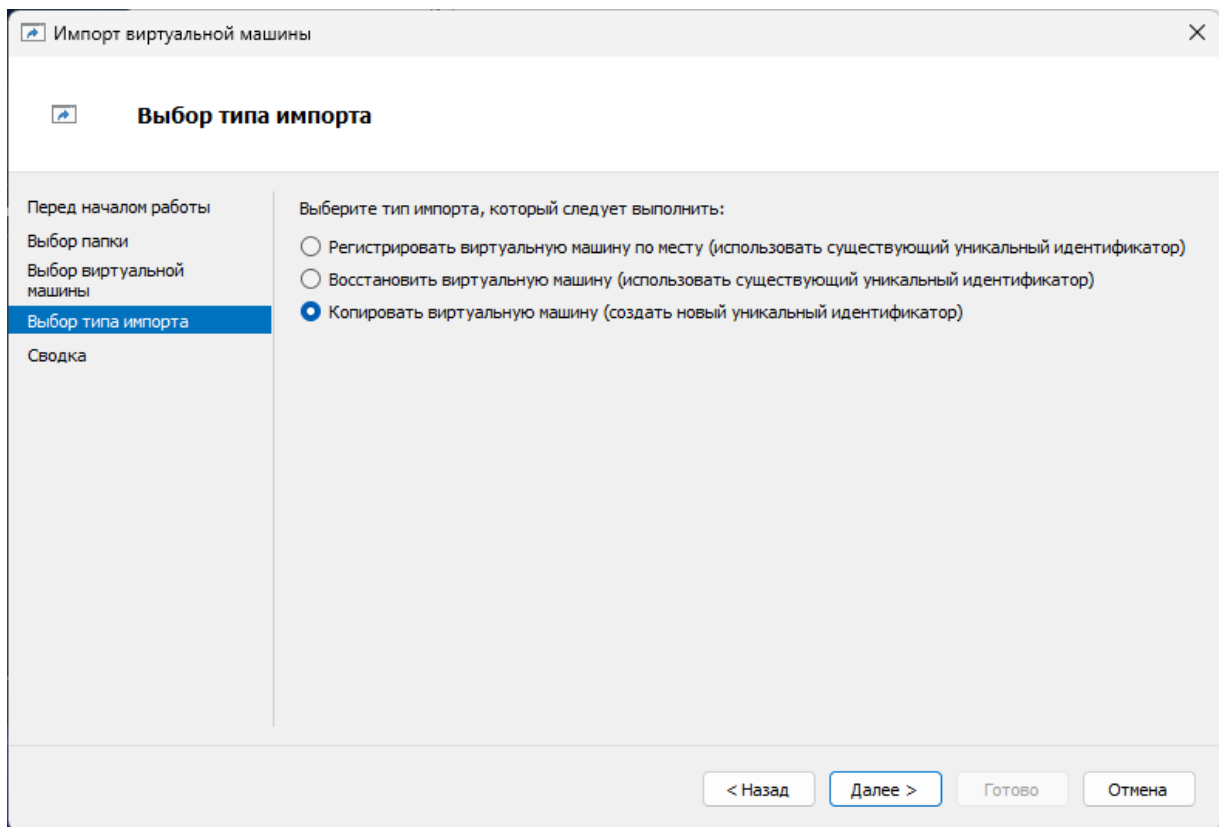 Импорт виртуальной машины
Выбор типа импорта
Перед началом работы
Выбор папки
Выбор виртуальной
машины
Выбор типа импорта
Сводка
Выберите тип импорта, который следует выполнить:
Регистрировать виртуальную машину по месту (использовать существующий уникальный идентификатор)
Восстановить виртуальную машину (использовать существующий уникальный идентификатор)
Копировать виртуальную машину (создать новый уникальный идентификатор)
< Назад
Далее >
Готово
Отмена